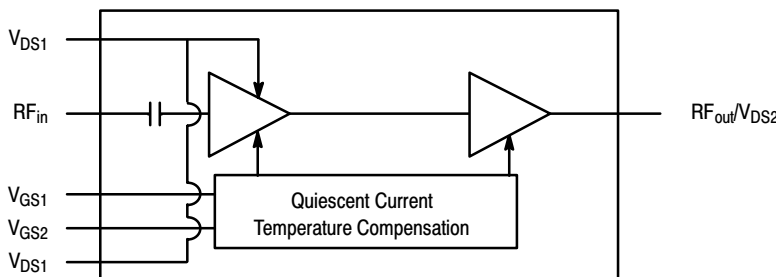 VDS1
RFin
RFout/VDS2
VGS1
Quiescent Current
Temperature Compensation
VGS2
VDS1